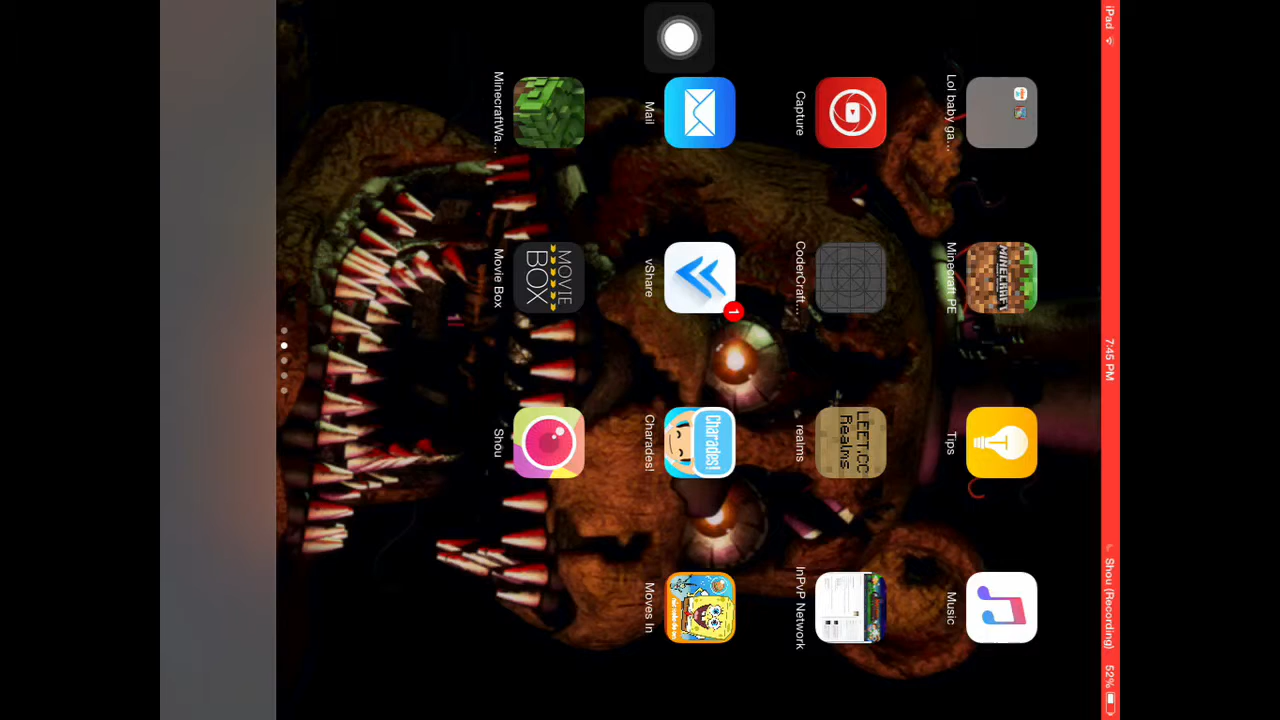 iPad
7:45 PM
Shou (Recording)
52%
Lol baby ga...
MINECRAFT
Minecraft PE
Tips
Music
Capture
CoderCraft....
LEET.CC
Realms
realms
InPvP Network
Mail
1
vShare
Charades!
Charades!
Moves In
MinecraftWa...
MOVIE
BOX
Movie Box
Shou